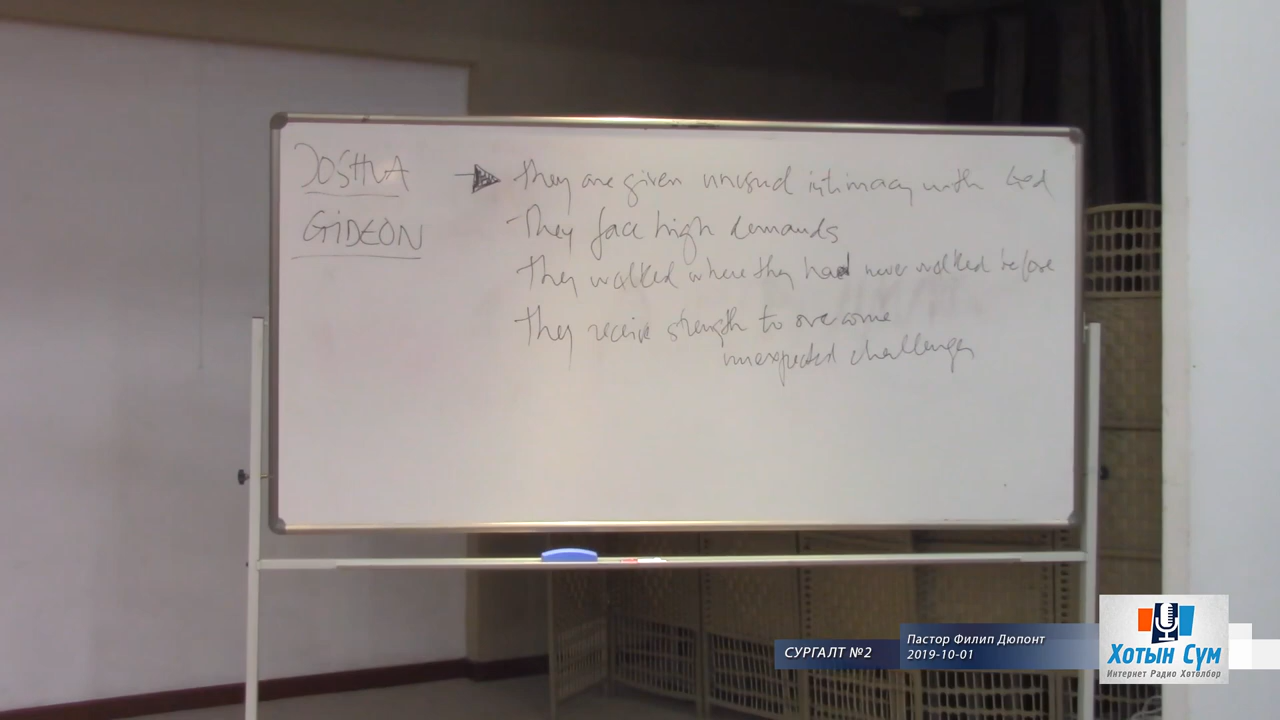 JOSHUA
GIDEON
They are given unusual intimacy with God
They face high demands
They walked where they had never walked before
They receive strength to overcome
unexpected challenges
СУРГАЛТ №2
Пастор Филип Дюпонт
2019-10-01
Хотын Сүм
Интернет Радио Хөтөлбөр